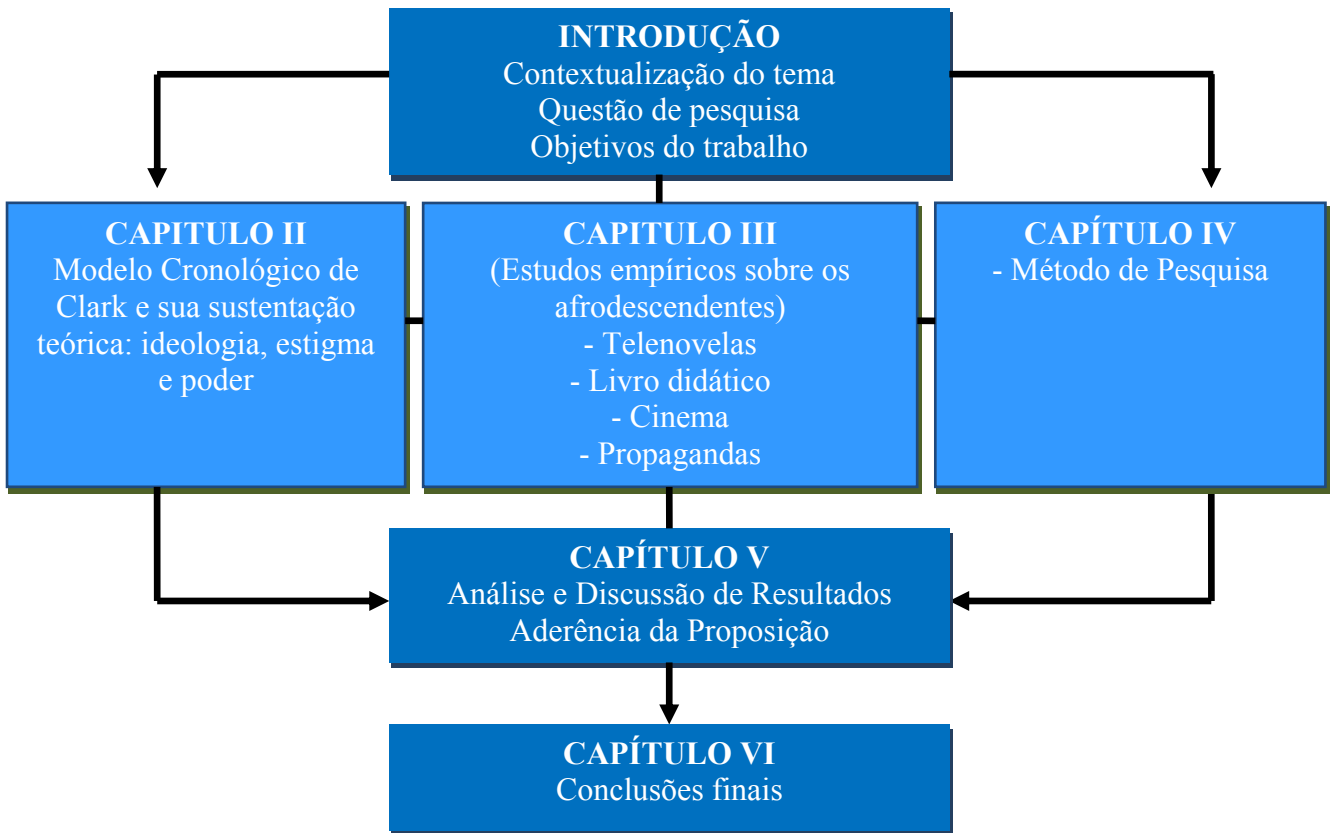 INTRODUÇÃO
Contextualização do tema
Questão de pesquisa
Objetivos do trabalho
CAPITULO II
Modelo Cronológico de
Clark e sua sustentação
teórica: ideologia, estigma
e poder
CAPITULO III
(Estudos empíricos sobre os
afrodescendentes)
- Telenovelas
- Livro didático
- Cinema
- Propagandas
CAPÍTULO IV
- Método de Pesquisa
CAPÍTULO V
Análise e Discussão de Resultados
Aderência da Proposição
CAPÍTULO VI
Conclusões finais